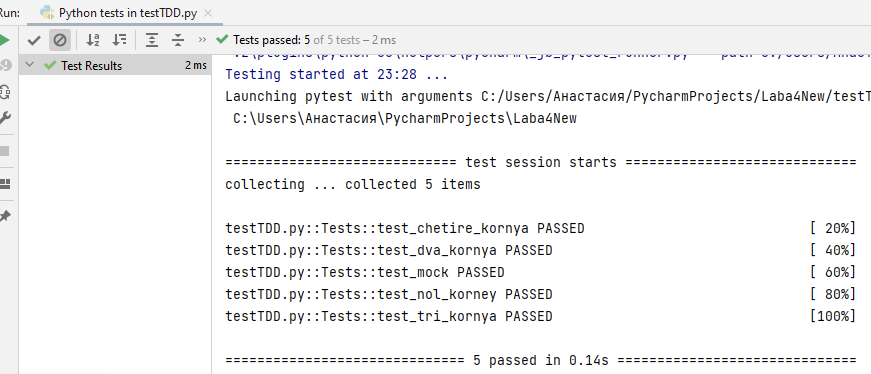 Run:
Python tests in testTDD.py
Tests passed: 5 of 5 tests – 2 ms
Test Results 2 ms
Testing started at 23:28 ...
Launching pytest with arguments C:/Users/Анастасия/PycharmProjects/Laba4New/testT
C:\Users\Анастасия\PycharmProjects\Laba4New
============================= test session starts =============================
collecting ... collected 5 items
testTDD.py::Tests::test_chetire_kornya PASSED [ 20%]
testTDD.py::Tests::test_dva_kornya PASSED [ 40%]
testTDD.py::Tests::test_mock PASSED [ 60%]
testTDD.py::Tests::test_nol_korney PASSED [ 80%]
testTDD.py::Tests::test_tri_kornya PASSED [100%]
============================== 5 passed in 0.14s ==============================